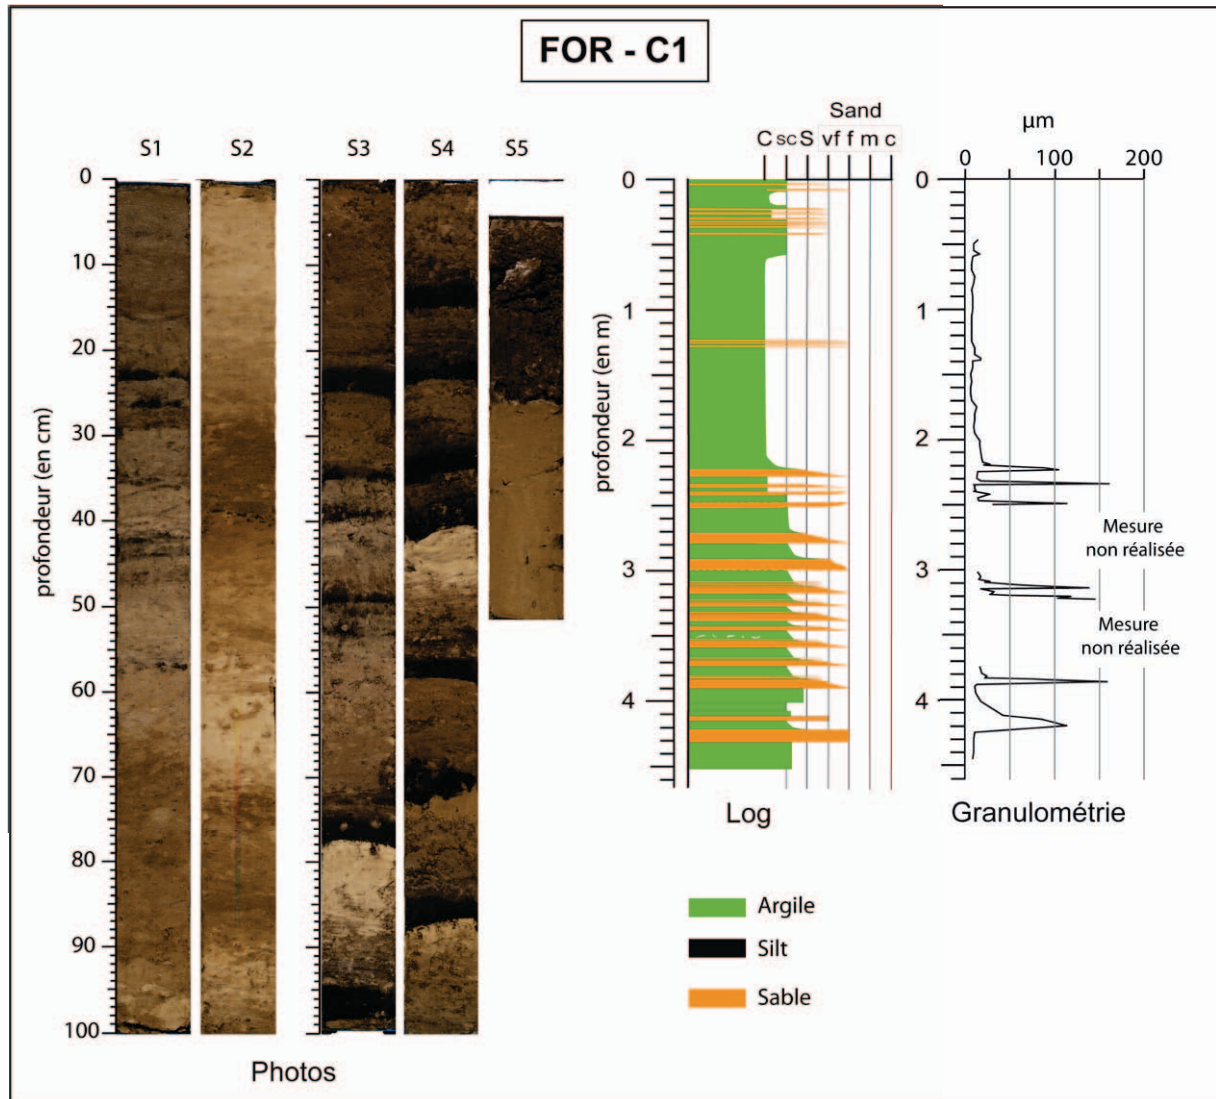 FOR - C1
S1 S2 S3 S4 S5
0
10
20
30
40
50
60
70
80
90
100
profondeur (en cm)
Photos
Sand
C sc S vf f m c
0
1
2
3
4
profondeur (en m)
Log
µm
0 100 200
0
1
2
3
4
Mesure
non réalisée
Mesure
non réalisée
Granulométrie
Argile
Silt
Sable